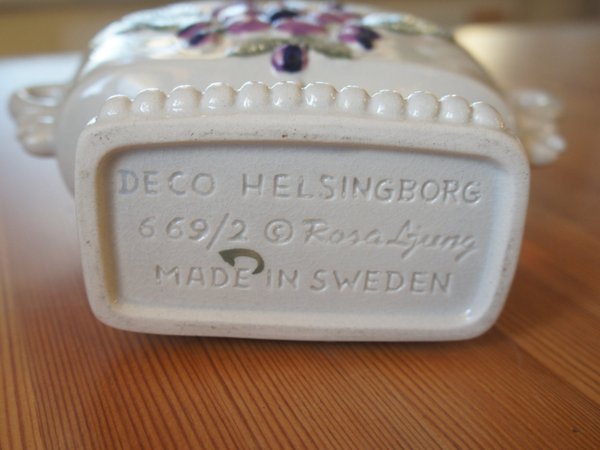 DECO HELSINGBORG
669/2 © Rosa Ljung
MADE IN SWEDEN